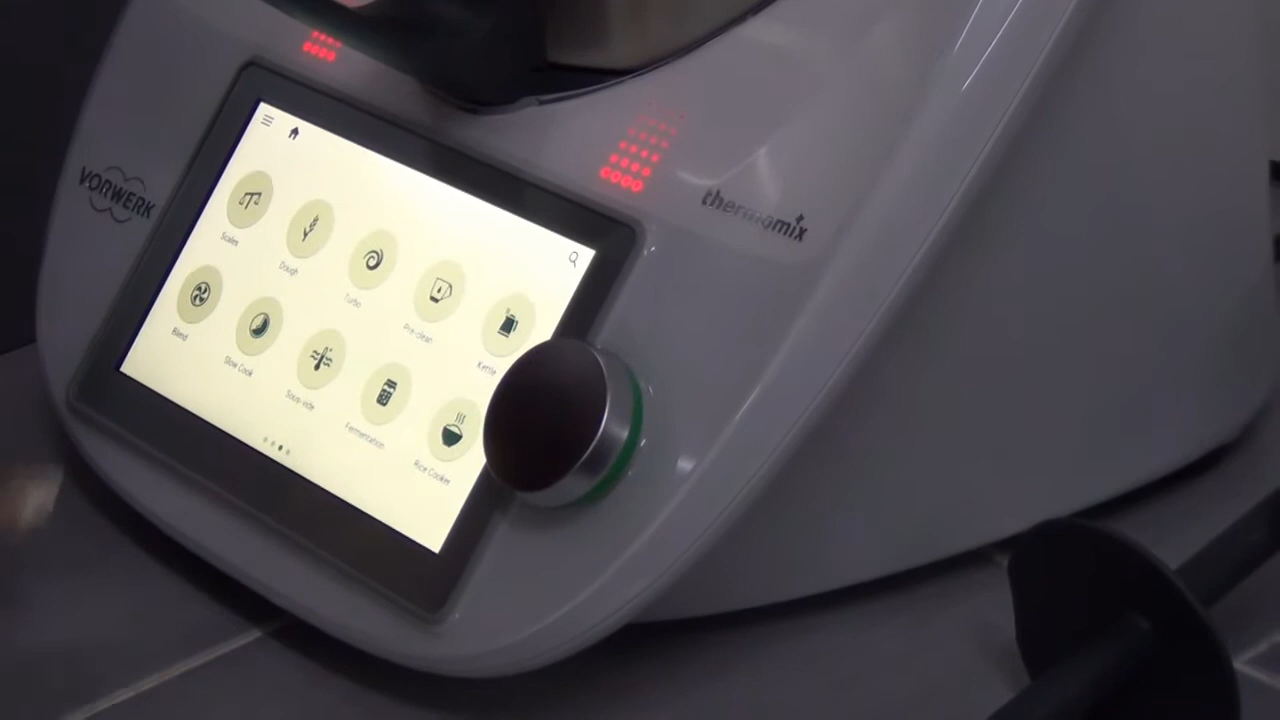 VORWERK
thermomix
Scales
Dough
Turbo
Pre-clean
Kettle
Blend
Slow Cook
Sous-vide
Fermentation
Rice Cooker